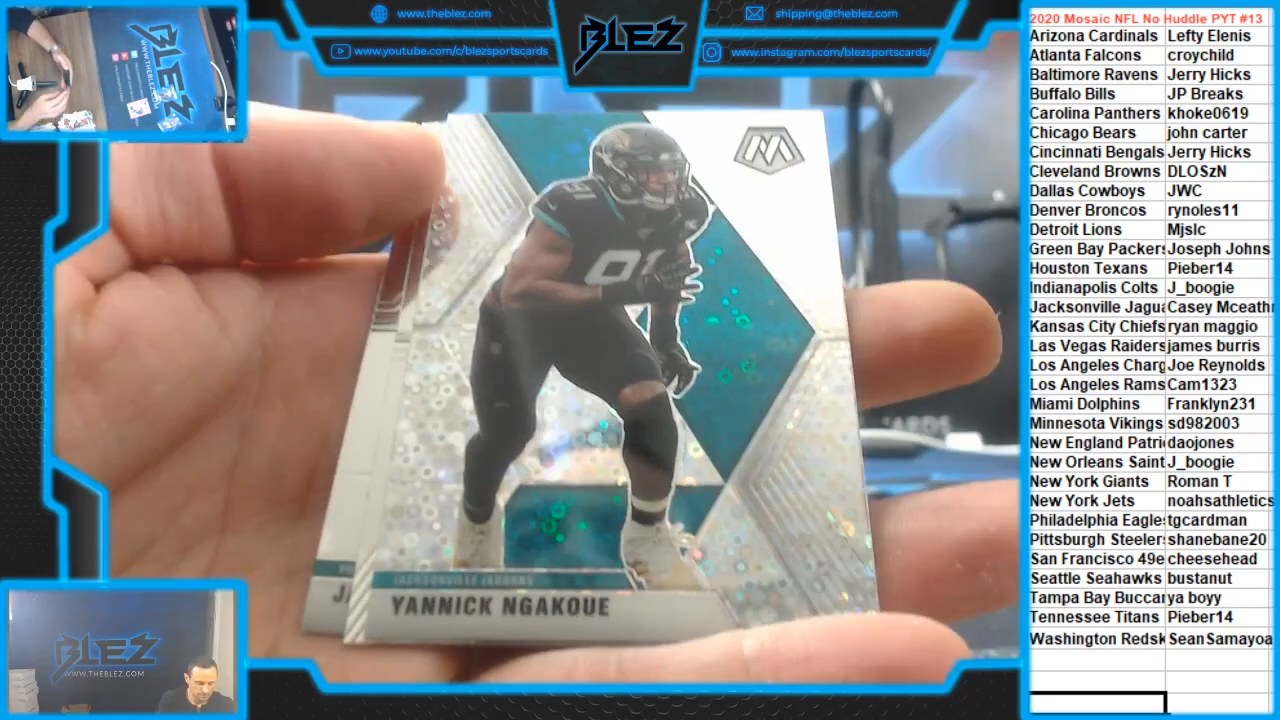 www.theblez.com
shipping@theblez.com
BLEZ
www.youtube.com/c/blezsportscards
www.instagram.com/blezsportscards/
BLEZ
91
91
JACKSONVILLE JAGUARS
YANNICK NGAKOUE
J
BLEZ
WWW.THEBLEZ.COM
2020 Mosaic NFL No Huddle PYT #13
Arizona Cardinals Lefty Elenis
Atlanta Falcons croychild
Baltimore Ravens Jerry Hicks
Buffalo Bills JP Breaks
Carolina Panthers khoke0619
Chicago Bears john carter
Cincinnati Bengals Jerry Hicks
Cleveland Browns DLOSzN
Dallas Cowboys JWC
Denver Broncos rynoles11
Detroit Lions Mjslc
Green Bay Packers Joseph Johns
Houston Texans Pieber14
Indianapolis Colts J_boogie
Jacksonville Jagua Casey Mceath
Kansas City Chiefs ryan maggio
Las Vegas Raiders james burris
Los Angeles Charg Joe Reynolds
Los Angeles Rams Cam1323
Miami Dolphins Franklyn231
Minnesota Vikings sd982003
New England Patri daojones
New Orleans Saint J_boogie
New York Giants Roman T
New York Jets noahsathletics
Philadelphia Eagle tgcardman
Pittsburgh Steeler shanebane20
San Francisco 49e cheesehead
Seattle Seahawks bustanut
Tampa Bay Buccar ya boyy
Tennessee Titans Pieber14
Washington Redsk SeanSamayoa